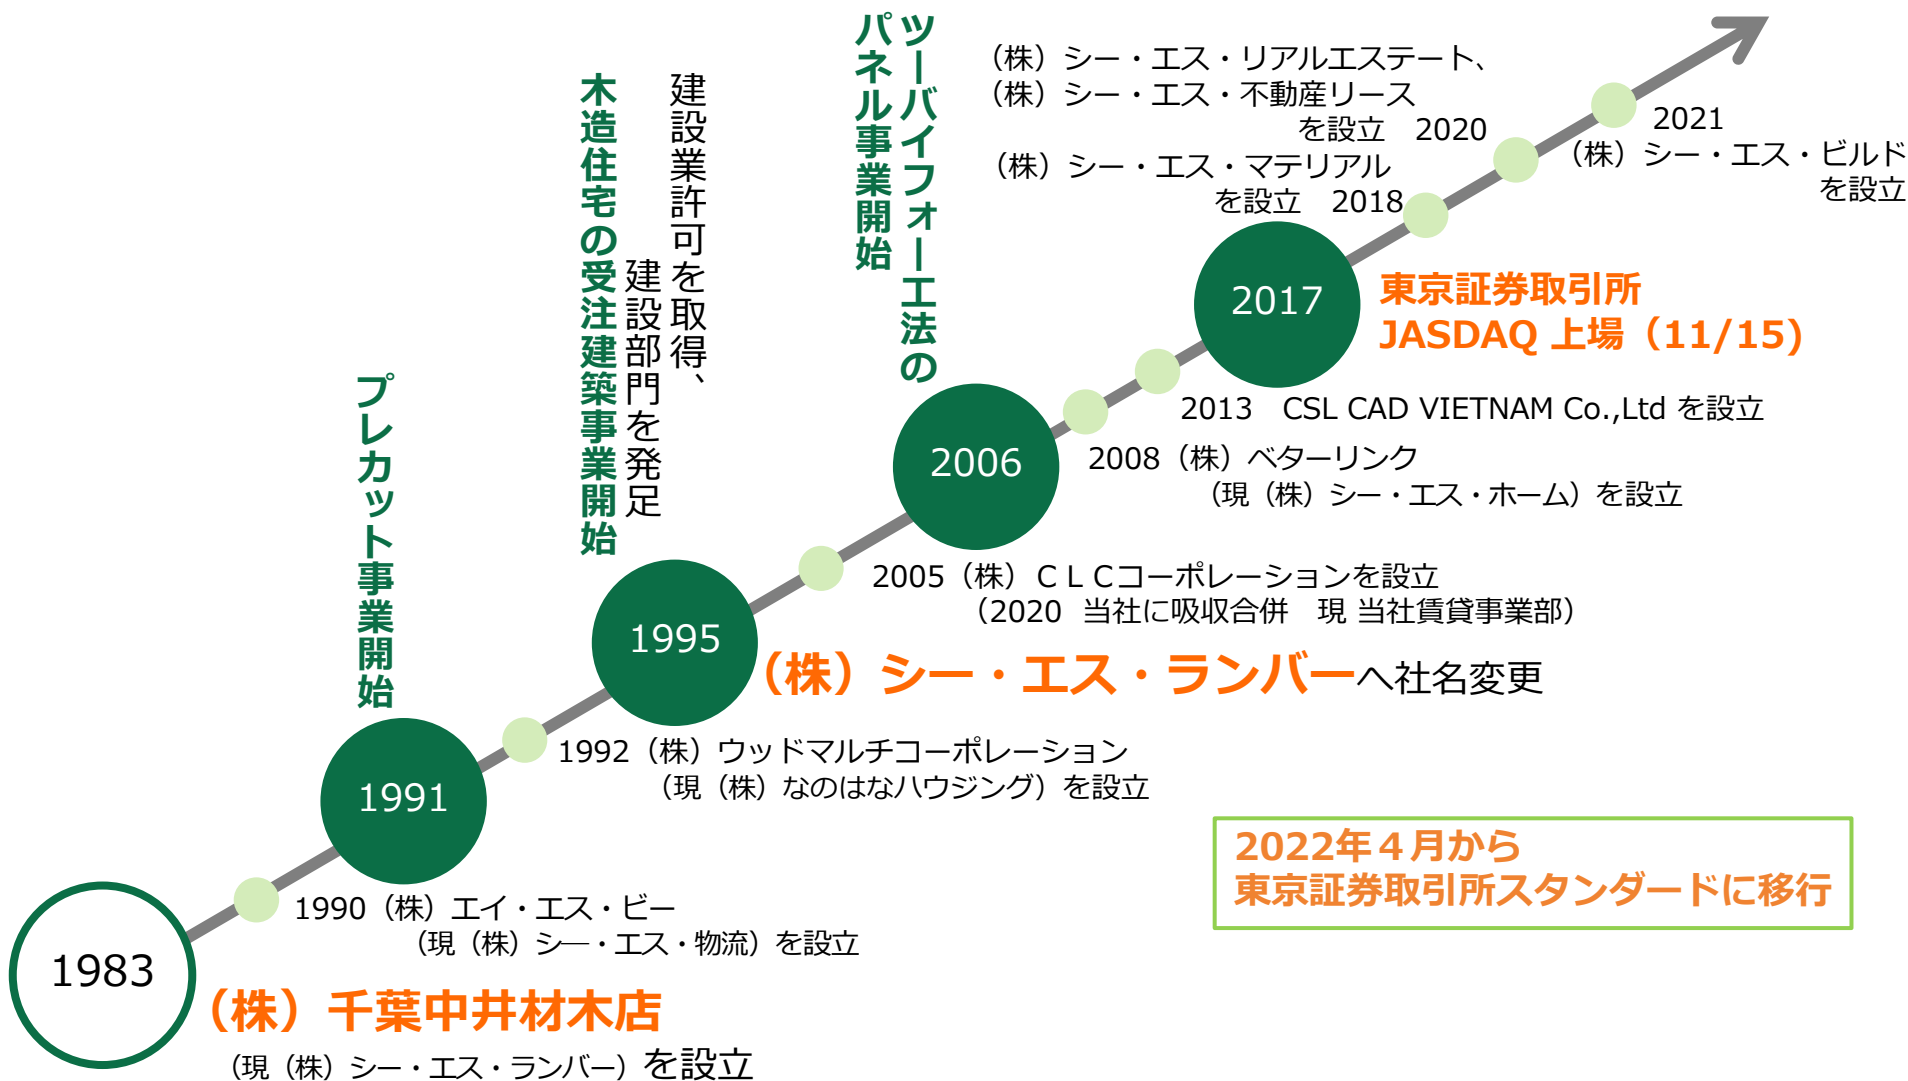 1983
（株）千葉中井材木店
（現（株）シー・エス・ランバー）を設立
1990（株）エイ・エス・ビー
（現（株）シ―・エス・物流）を設立
1991
プレカット事業開始
1992（株）ウッドマルチコーポレーション
（現（株）なのはなハウジング）を設立
1995
（株）シー・エス・ランバーへ社名変更
建設業許可を取得、
建設部門を発足
木造住宅の受注建築事業開始
2005（株）ＣＬＣコーポレーションを設立
（2020 当社に吸収合併　現 当社賃貸事業部）
2006
ツーバイフォー工法の
パネル事業開始
2008（株）ベターリンク
（現（株）シー・エス・ホーム）を設立
2013　CSL CAD VIETNAM Co.,Ltd を設立
2017
東京証券取引所
JASDAQ 上場（11/15）
（株）シー・エス・マテリアル
を設立　2018
（株）シー・エス・リアルエステート、
（株）シー・エス・不動産リース
を設立　2020
2021
（株）シー・エス・ビルド
を設立
2022年４月から
東京証券取引所スタンダードに移行